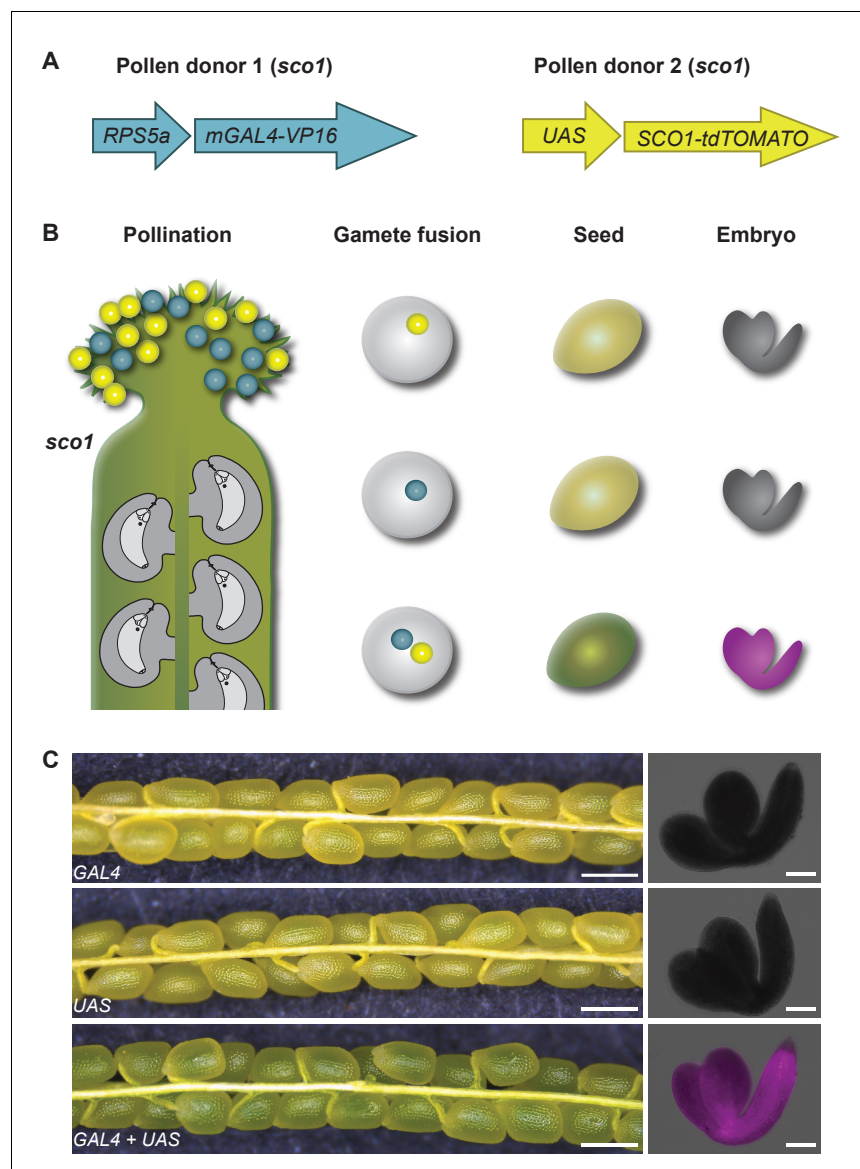 A
Pollen donor 1 (sco1)
Pollen donor 2 (sco1)
RPS5a
mGAL4-VP16
UAS
SCO1-tdTOMATO
B
Pollination
Gamete fusion
Seed
Embryo
sco1
C
GAL4
UAS
GAL4 + UAS